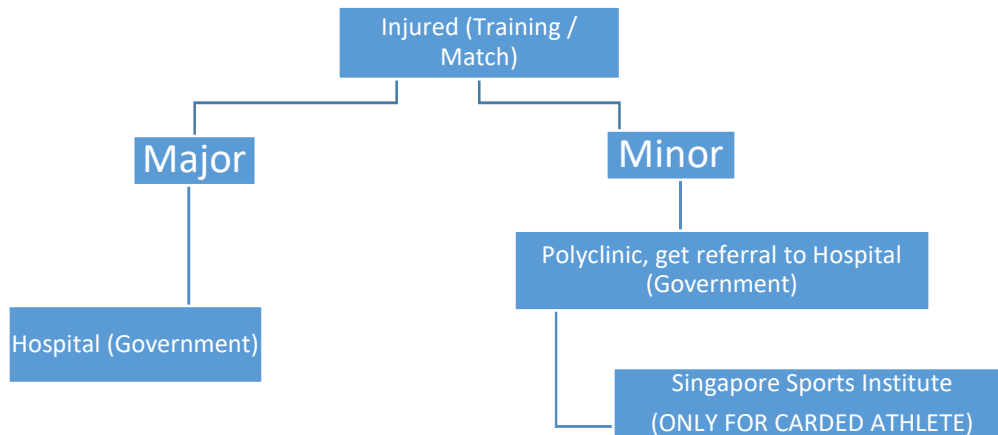 Injured (Training /
Match)
Major
Minor
Polyclinic, get referral to Hospital
(Government)
Hospital (Government)
Singapore Sports Institute
(ONLY FOR CARDED ATHLETE)